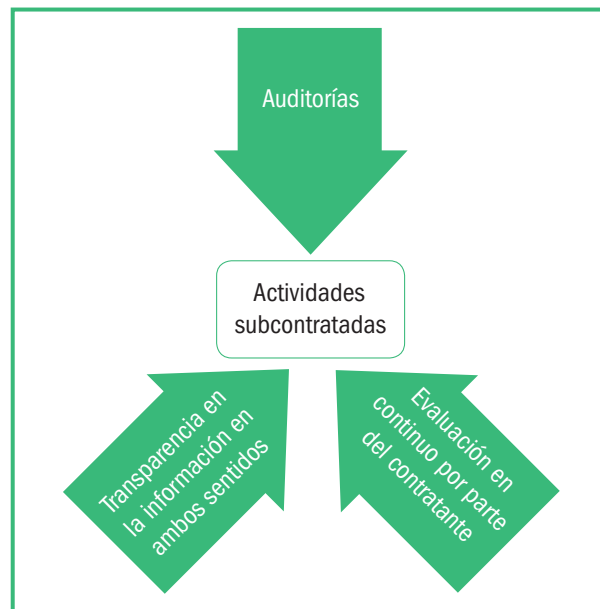 Auditorías
Actividades
subcontratadas
Transparencia en
la información en
ambos sentidos
Evaluación en
continuo por parte
del contratante